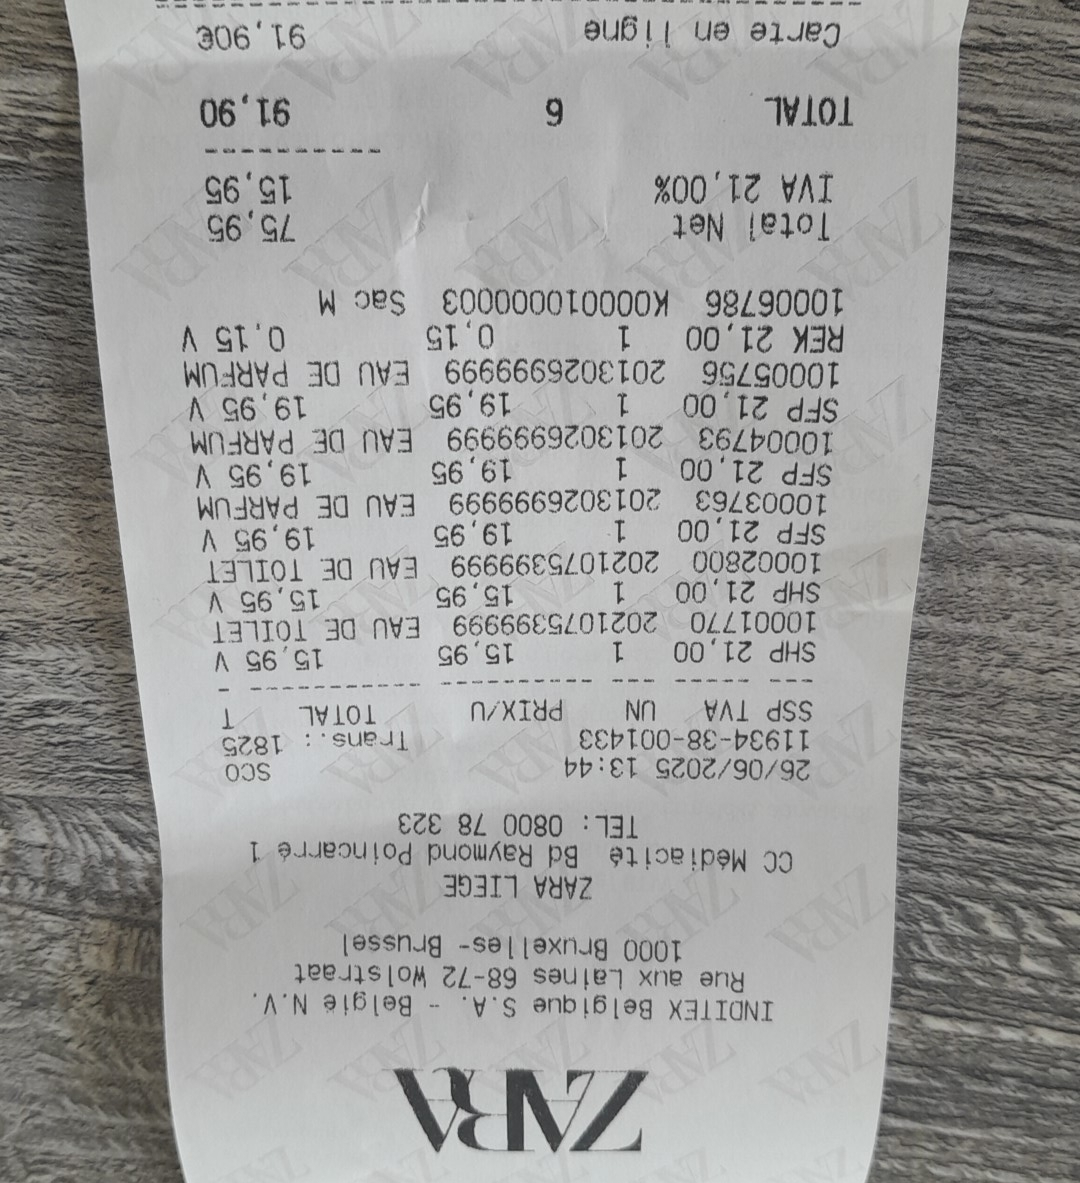 ZARA
INDITEX Belgique S.A. - België N.V.
Rue aux Laines 68-72 Wolstraat
1000 Bruxelles- Brussel
ZARA LIEGE
CC Médiacité Bd Raymond Poincarré 1
TEL: 0800 78 323
26/06/2025 13:44 SCO
11934-38-001433 Trans.: 1825
SSP TVA UN PRIX/U TOTAL T
SHP 21,00 1 15,95 15,95 V
10001770 202107539999 EAU DE TOILET
SHP 21,00 1 15,95 15,95 V
10002800 202107539999 EAU DE TOILET
SFP 21,00 1 19,95 19,95 V
10003763 201302699999 EAU DE PARFUM
SFP 21,00 1 19,95 19,95 V
10004793 201302699999 EAU DE PARFUM
SFP 21,00 1 19,95 19,95 V
10005756 201302699999 EAU DE PARFUM
REK 21,00 1 0,15 0,15 V
10006786 K00001000003 Sac M
Total Net 75,95
IVA 21,00% 15,95
----------
TOTAL 6 91,90
Carte en ligne 91,90€